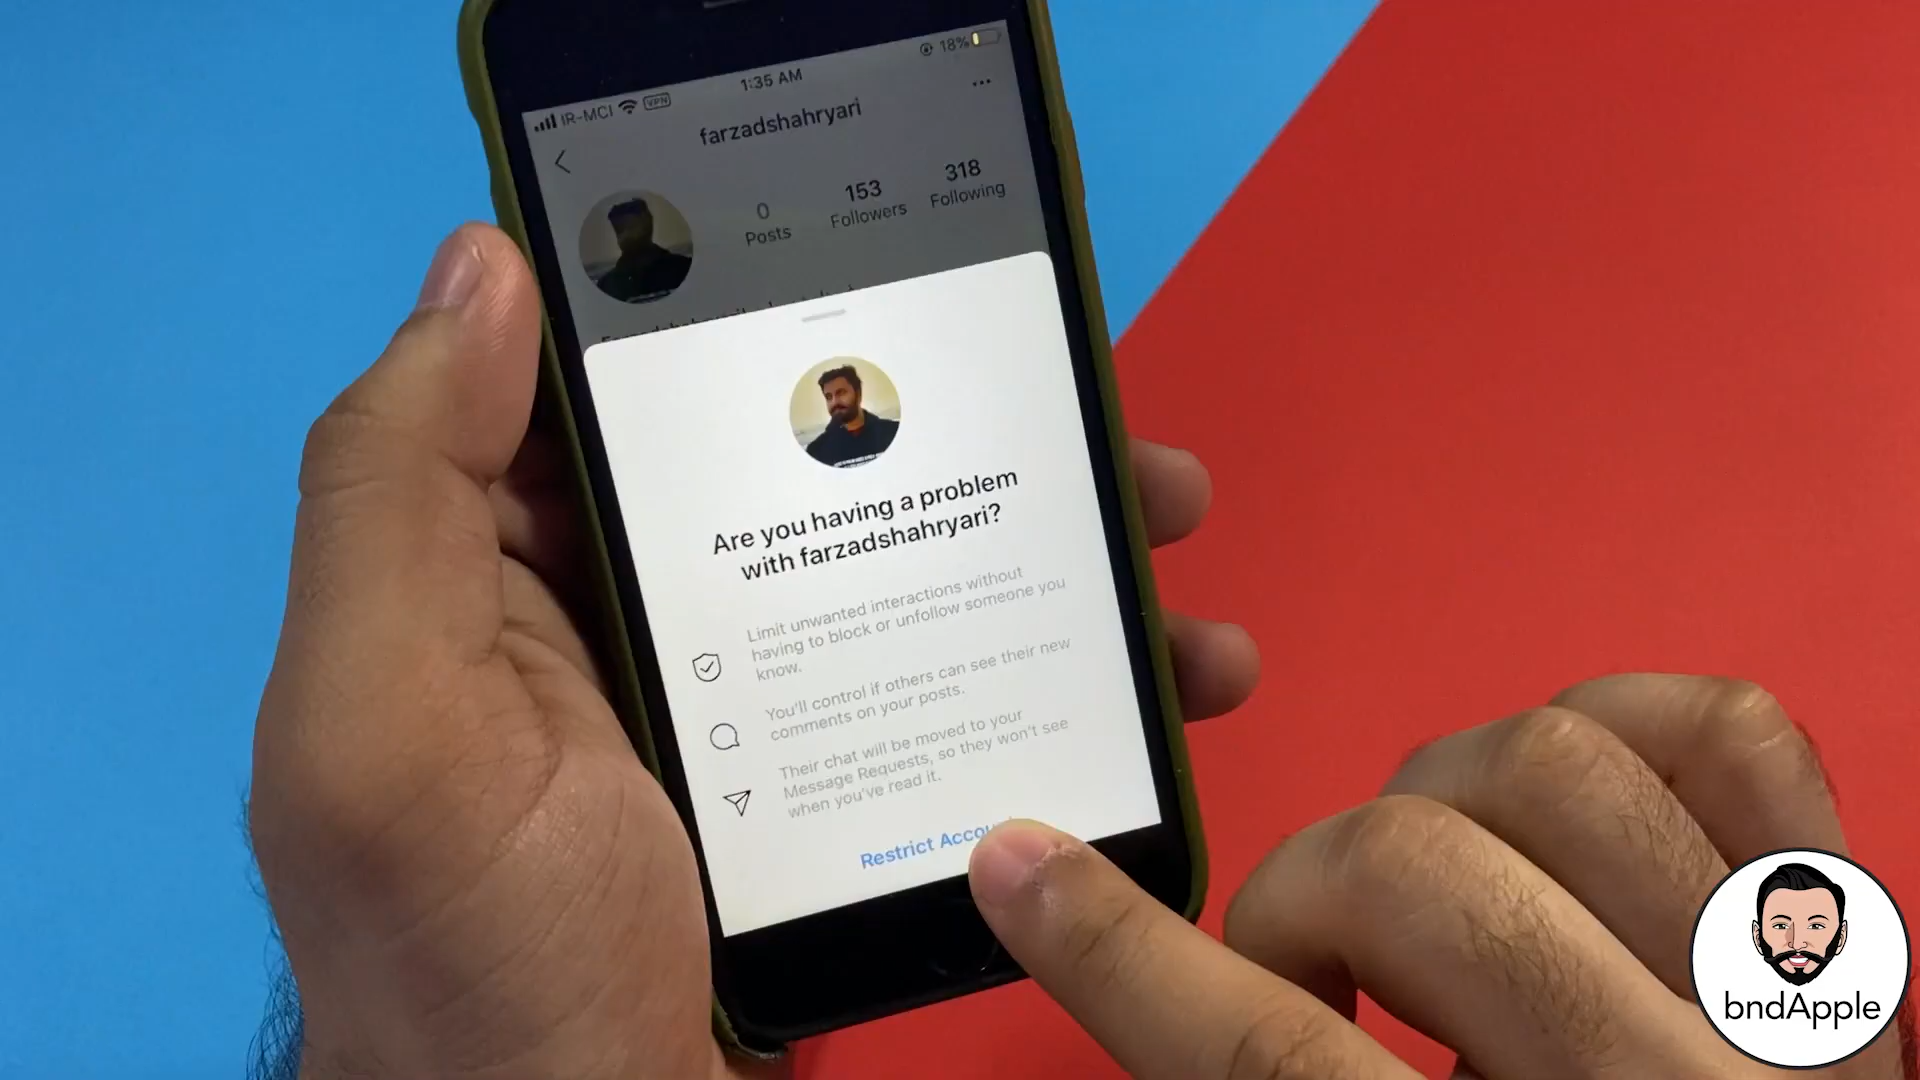 1:35 AM
18%
IR-MCI VPN
farzadshahryari
0
Posts
153
Followers
318
Following
Are you having a problem
with farzadshahryari?
Limit unwanted interactions without
having to block or unfollow someone you
know.
You'll control if others can see their new
comments on your posts.
Their chat will be moved to your
Message Requests, so they won't see
when you've read it.
Restrict
bndApple